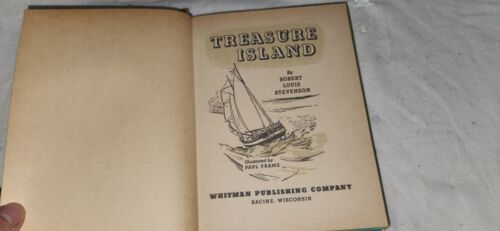 TREASURE
ISLAND
By
ROBERT
LOUIS
STEVENSON
Illustrated by
PAUL FRAME
WHITMAN PUBLISHING COMPANY
RACINE, WISCONSIN